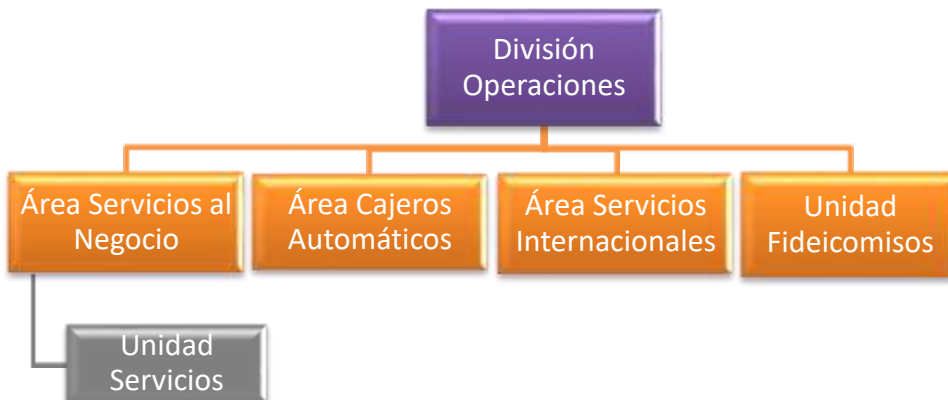 División
Operaciones
Área Servicios al
Negocio
Área Cajeros
Automáticos
Área Servicios
Internacionales
Unidad
Fideicomisos
Unidad
Servicios